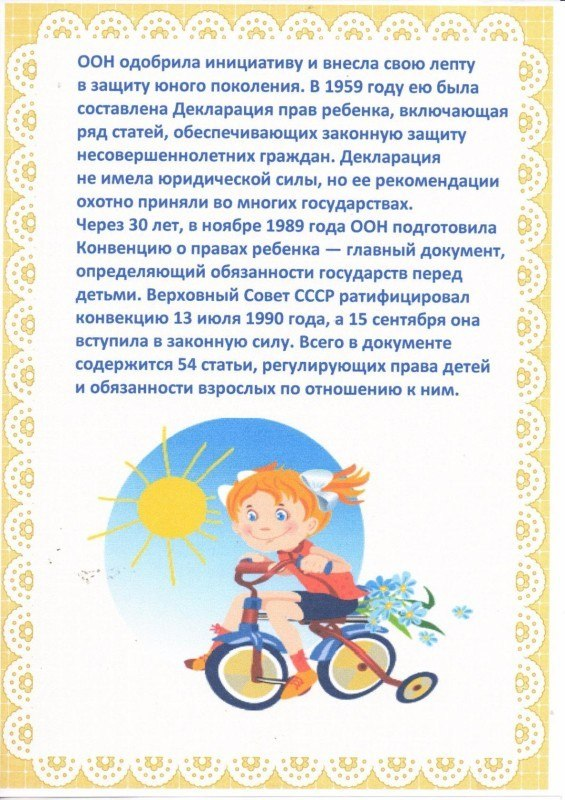 ООН одобрила инициативу и внесла свою лепту
в защиту юного поколения. В 1959 году ею была
составлена Декларация прав ребенка, включающая
ряд статей, обеспечивающих законную защиту
несовершеннолетних граждан. Декларация
не имела юридической силы, но ее рекомендации
охотно приняли во многих государствах.
Через 30 лет, в ноябре 1989 года ООН подготовила
Конвенцию о правах ребенка — главный документ,
определяющий обязанности государств перед
детьми. Верховный Совет СССР ратифицировал
конвекцию 13 июля 1990 года, а 15 сентября она
вступила в законную силу. Всего в документе
содержится 54 статьи, регулирующих права детей
и обязанности взрослых по отношению к ним.